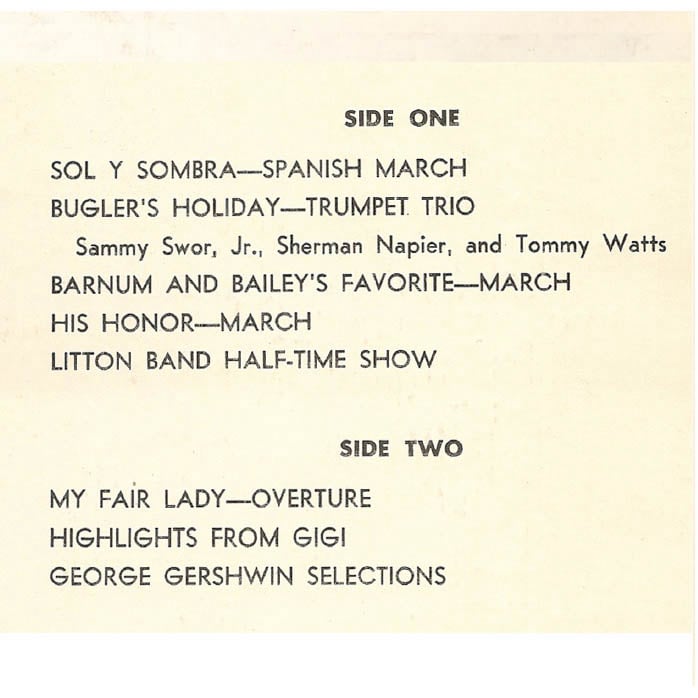 SIDE ONE
SOL Y SOMBRA—SPANISH MARCH
BUGLER'S HOLIDAY—TRUMPET TRIO
Sammy Swor, Jr., Sherman Napier, and Tommy Watts
BARNUM AND BAILEY'S FAVORITE—MARCH
HIS HONOR—MARCH
LITTON BAND HALF-TIME SHOW
SIDE TWO
MY FAIR LADY—OVERTURE
HIGHLIGHTS FROM GIGI
GEORGE GERSHWIN SELECTIONS